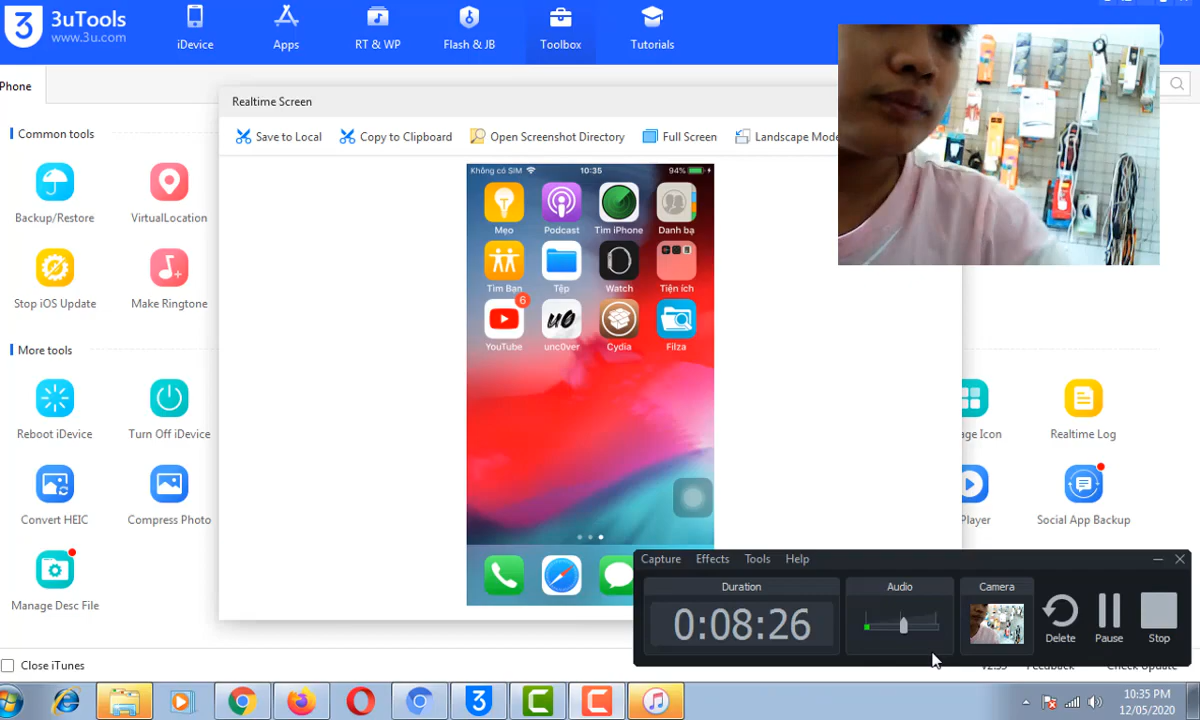 3uTools
www.3u.com
iDevice
Apps
RT & WP
Flash & JB
Toolbox
Tutorials
Phone
Realtime Screen
Common tools
Save to Local
Copy to Clipboard
Open Screenshot Directory
Full Screen
Landscape Mode
Backup/Restore
VirtualLocation
Stop iOS Update
Make Ringtone
More tools
Reboot iDevice
Turn Off iDevice
Convert HEIC
Compress Photo
Manage Desc File
Không có SIM
10:35
94%
Mẹo
Podcast
Tìm iPhone
Danh bạ
Tìm Bạn
Tệp
Watch
Tiện ích
6
YouTube
unc0ver
Cydia
Filza
Realtime Log
Player
Social App Backup
Capture
Effects
Tools
Help
Duration
Audio
Camera
0:08:26
Delete
Pause
Stop
Close iTunes
Feedback
Check Update
10:35 PM
12/05/2020